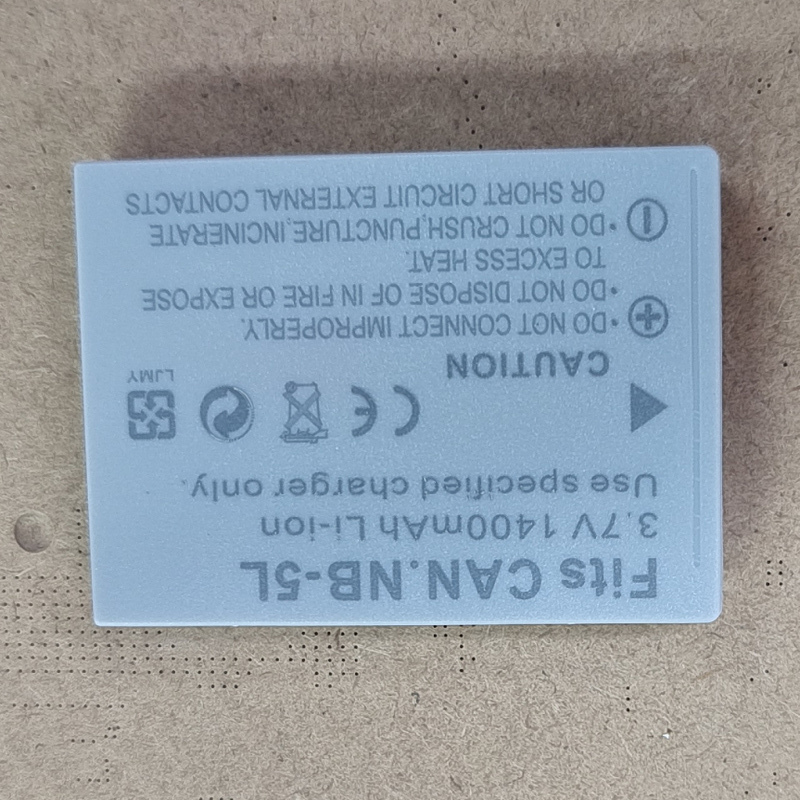 Fits CAN.NB-5L
3.7V 1400mAh Li-ion
Use specified charger only.
CE
LJMY
CAUTION
•DO NOT CONNECT IMPROPERLY.
•DO NOT DISPOSE OF IN FIRE OR EXPOSE
TO EXCESS HEAT.
•DO NOT CRUSH,PUNCTURE,INCINERATE
OR SHORT CIRCUIT EXTERNAL CONTACTS